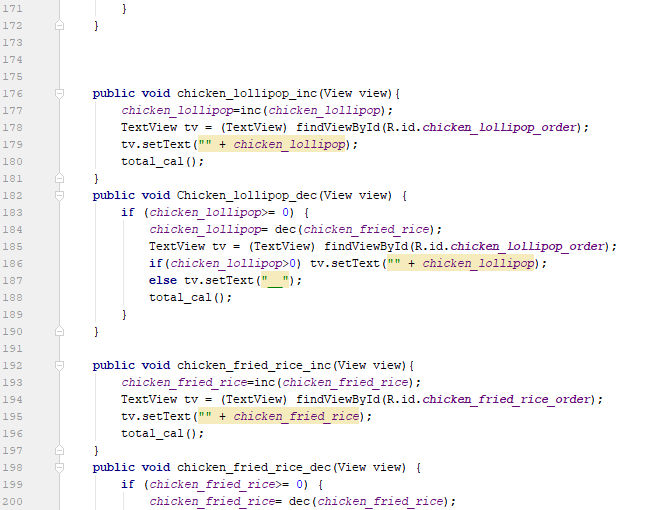 171 }
172 }
173
174
175
176 public void chicken_lollipop_inc(View view){
177 chicken_lollipop=inc(chicken_lollipop);
178 TextView tv = (TextView) findViewById(R.id.chicken_lollipop_order);
179 tv.setText("" + chicken_lollipop);
180 total_cal();
181 }
182 public void Chicken_lollipop_dec(View view) {
183 if (chicken_lollipop>= 0) {
184 chicken_lollipop= dec(chicken_fried_rice);
185 TextView tv = (TextView) findViewById(R.id.chicken_lollipop_order);
186 if(chicken_lollipop>0) tv.setText("" + chicken_lollipop);
187 else tv.setText("__");
188 total_cal();
189 }
190 }
191
192 public void chicken_fried_rice_inc(View view){
193 chicken_fried_rice=inc(chicken_fried_rice);
194 TextView tv = (TextView) findViewById(R.id.chicken_fried_rice_order);
195 tv.setText("" + chicken_fried_rice);
196 total_cal();
197 }
198 public void chicken_fried_rice_dec(View view) {
199 if (chicken_fried_rice>= 0) {
200 chicken_fried_rice= dec(chicken_fried_rice);